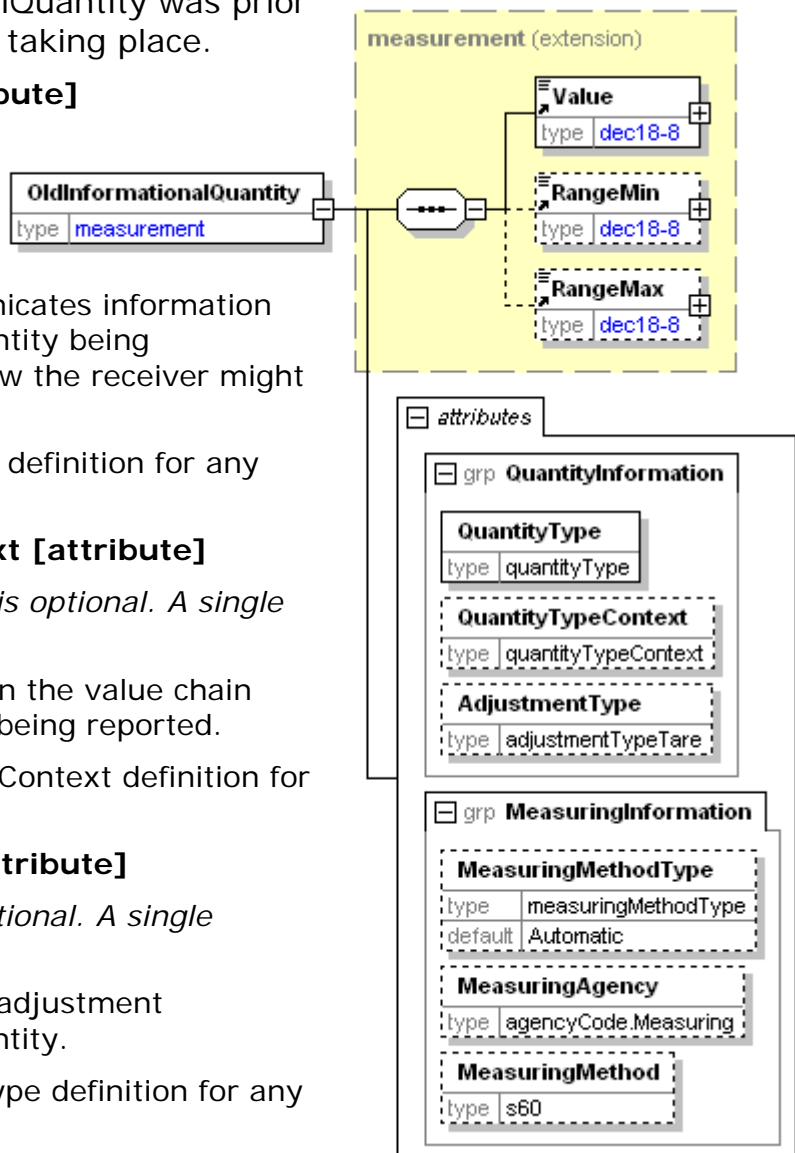 lQuantity was prior
taking place.
bute]
nicates information
ntity being
w the receiver might
definition for any
xt [attribute]
is optional. A single
n the value chain
being reported.
Context definition for
tribute]
tional. A single
adjustment
ntity.
ype definition for any
measurement (extension)
OldInformationalQuantity
type measurement
Value
type dec18-8
RangeMin
type dec18-8
RangeMax
type dec18-8
attributes
grp QuantityInformation
QuantityType
type quantityType
QuantityTypeContext
type quantityTypeContext
AdjustmentType
type adjustmentTypeTare
grp MeasuringInformation
MeasuringMethodType
type measuringMethodType
default Automatic
MeasuringAgency
type agencyCode.Measuring
MeasuringMethod
type s60